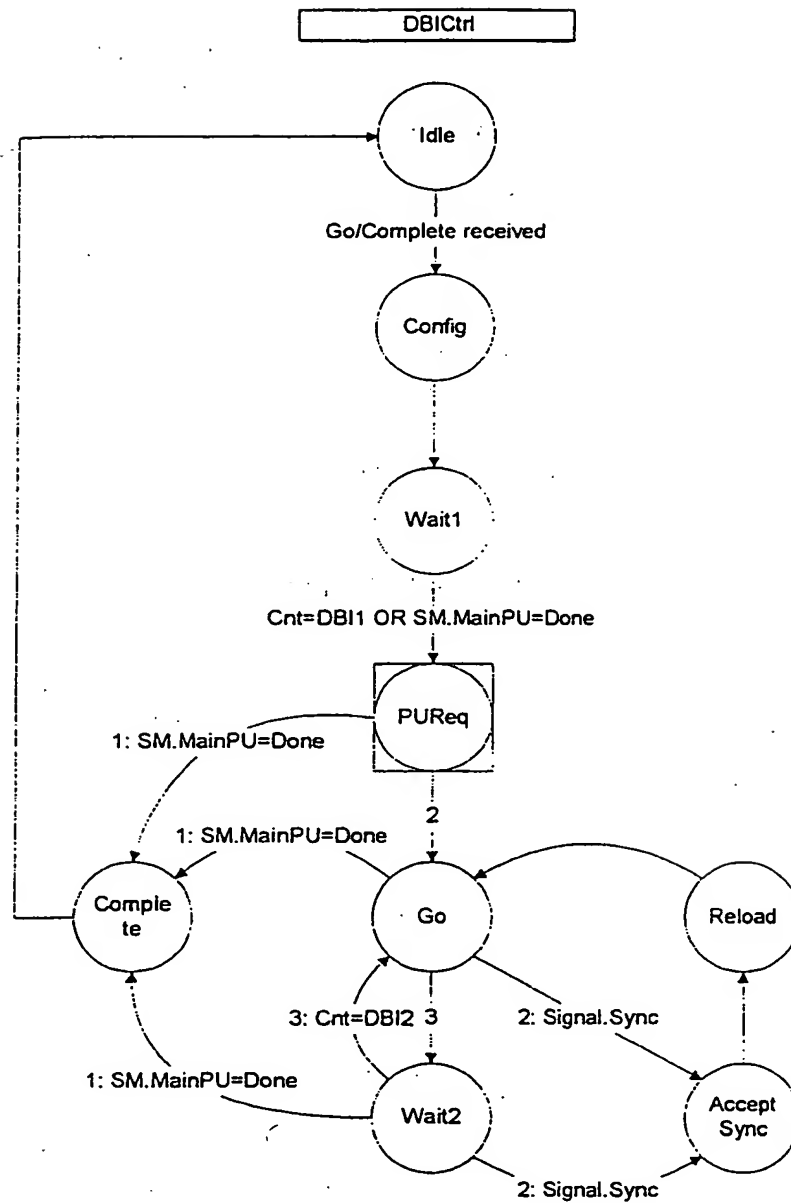 DBICtrl
Idle
Go/Complete received
Config
Wait1
Cnt=DBI1 OR SM.MainPU=Done
PUReq
1: SM.MainPU=Done
2
1: SM.MainPU=Done
Comple
te
Go
Reload
3: Cnt=DBI2
3
2: Signal.Sync
1: SM.MainPU=Done
Wait2
Accept
Sync
2: Signal.Sync